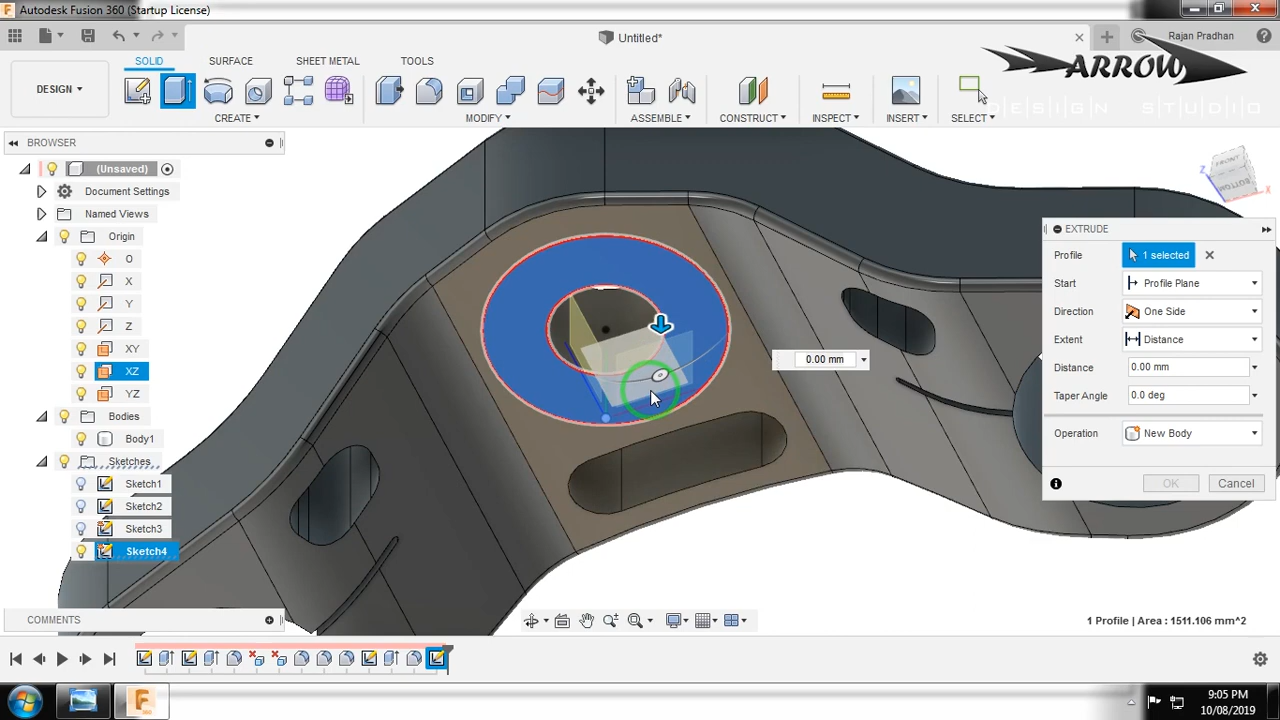 Autodesk Fusion 360 (Startup License)
Untitled*
Rajan Pradhan
ARROW
DESIGN STUDIO
DESIGN
SOLID
SURFACE
SHEET METAL
TOOLS
CREATE
MODIFY
ASSEMBLE
CONSTRUCT
INSPECT
INSERT
SELECT
BROWSER
(Unsaved)
Document Settings
Named Views
Origin
O
X
Y
Z
XY
XZ
YZ
Bodies
Body1
Sketches
Sketch1
Sketch2
Sketch3
Sketch4
FRONT
BOTTOM
Z
X
EXTRUDE
Profile 1 selected
Start Profile Plane
Direction One Side
Extent Distance
Distance 0.00 mm
Taper Angle 0.0 deg
Operation New Body
OK Cancel
0.00 mm
COMMENTS
1 Profile | Area : 1511.106 mm^2
9:05 PM
10/08/2019